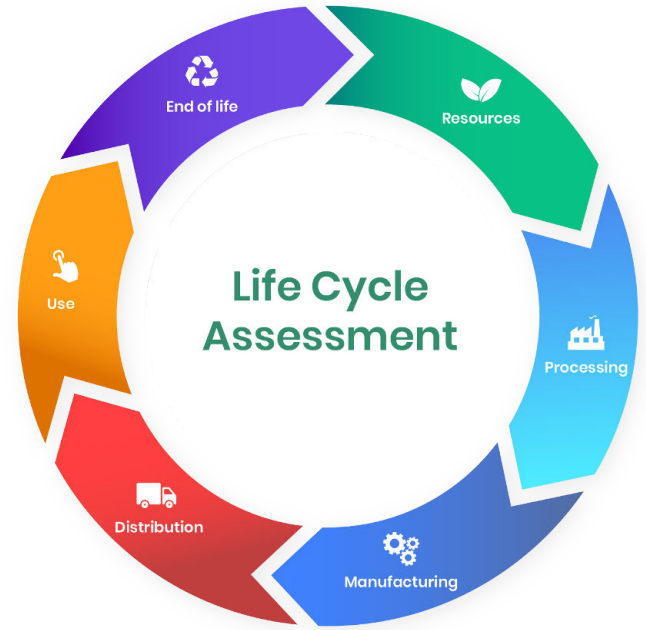 Life Cycle
Assessment
Resources
Processing
Manufacturing
Distribution
Use
End of life